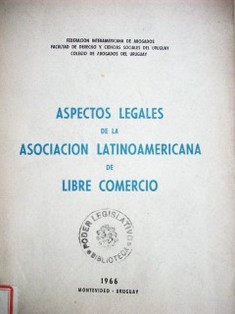 FEDERACION INTERAMERICANA DE ABOGADOS
FACULTAD DE DERECHO Y CIENCIAS SOCIALES DEL URUGUAY
COLEGIO DE ABOGADOS DEL URUGUAY
ASPECTOS LEGALES
DE LA
ASOCIACION LATINOAMERICANA
DE
LIBRE COMERCIO
PODER LEGISLATIVO
BIBLIOTECA
1966
MONTEVIDEO - URUGUAY